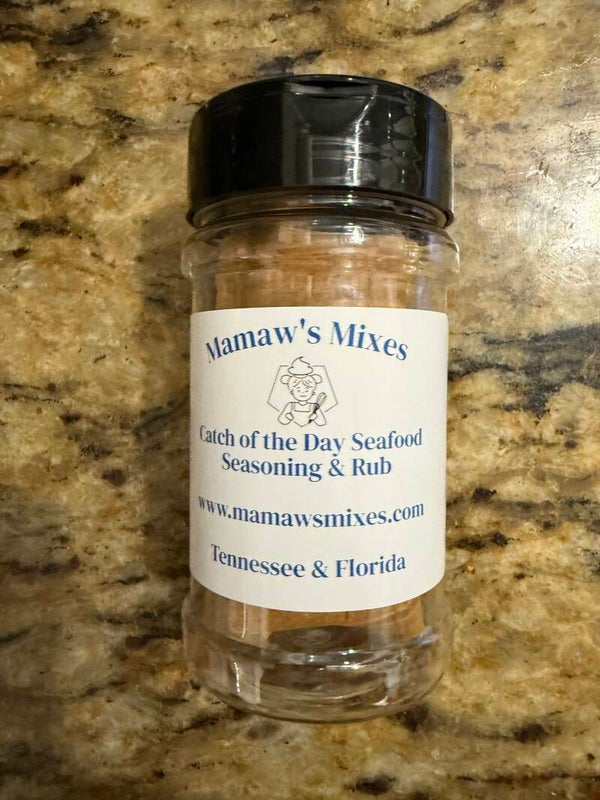 Mamaw's Mixes
Catch of the Day Seafood
Seasoning & Rub
www.mamawsmixes.com
Tennessee & Florida